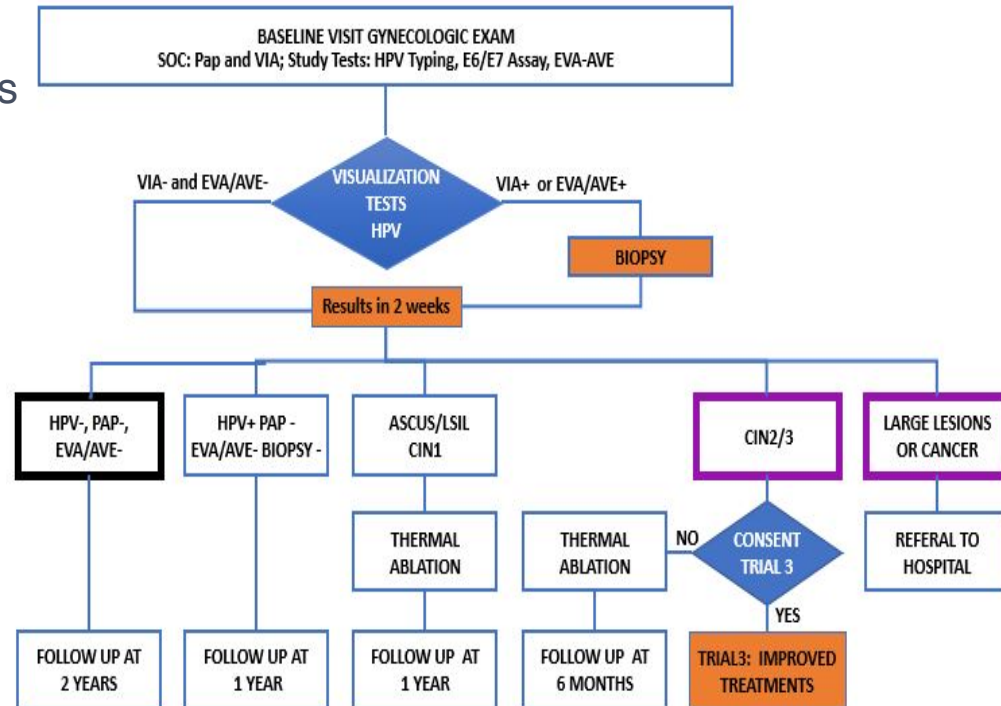 BASELINE VISIT GYNECOLOGIC EXAM
SOC: Pap and VIA; Study Tests: HPV Typing, E6/E7 Assay, EVA-AVE
s
VIA- and EVA/AVE-
VISUALIZATION
TESTS
HPV
VIA+ or EVA/AVE+
BIOPSY
Results in 2 weeks
HPV-, PAP-,
EVA/AVE-
HPV+ PAP -
EVA/AVE- BIOPSY -
ASCUS/LSIL
CIN1
CIN2/3
LARGE LESIONS
OR CANCER
THERMAL
ABLATION
THERMAL
ABLATION
NO
CONSENT
TRIAL 3
REFERAL TO
HOSPITAL
YES
FOLLOW UP AT
2 YEARS
FOLLOW UP AT
1 YEAR
FOLLOW UP AT
1 YEAR
FOLLOW UP AT
6 MONTHS
TRIAL3: IMPROVED
TREATMENTS